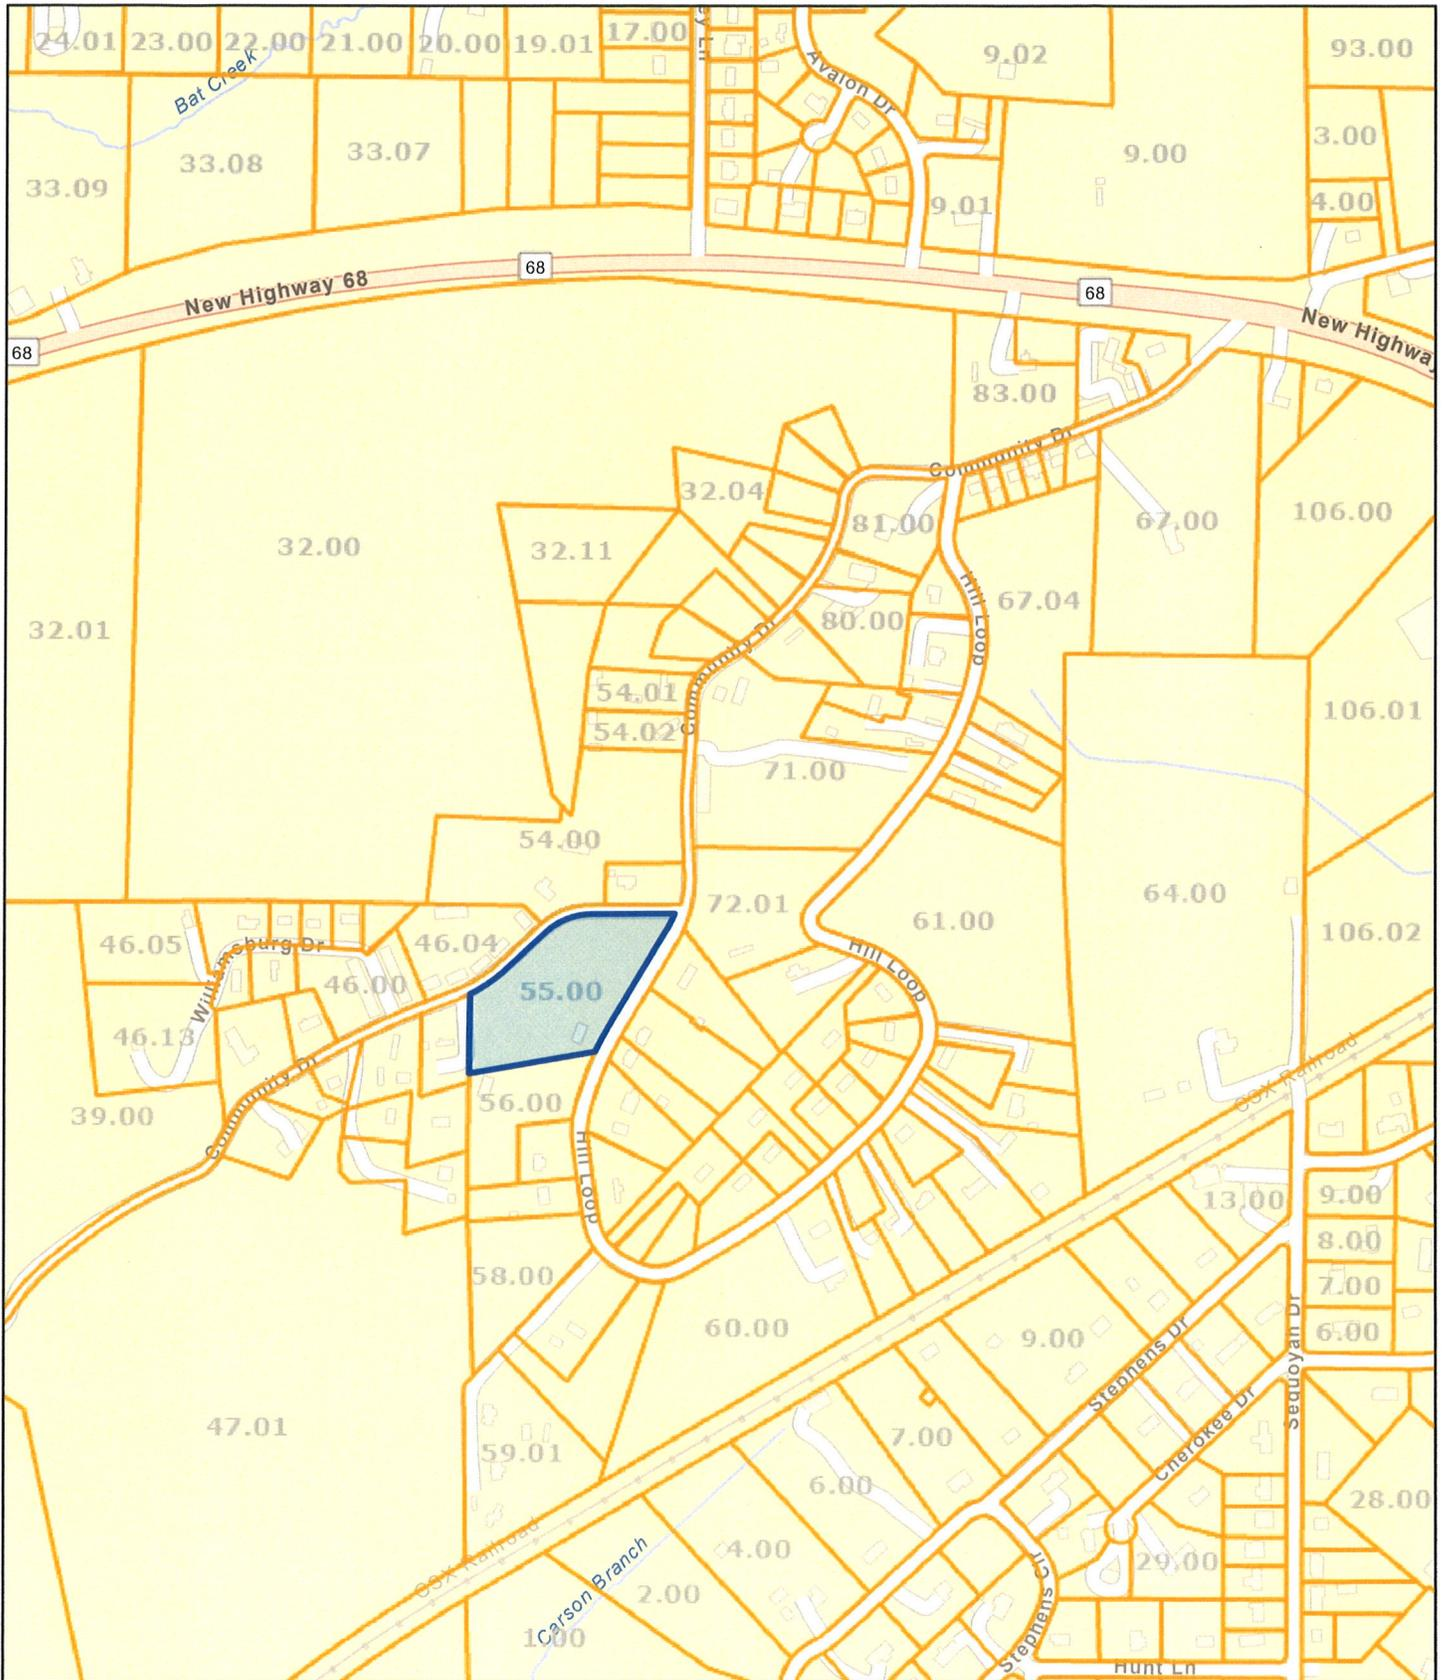 24.01 23.00 22.00 21.00 20.00 19.01 17.00
ey Ln
9.02
93.00
Bat Creek
Avalon Dr
3.00
33.09 33.08 33.07
9.00
4.00
9.01
New Highway 68
68
68
New Highway
68
83.00
Community Dr
32.04
81.00
67.00
106.00
32.00
32.11
Hill Loop
67.04
32.01
80.00
Community Dr
54.01
54.02
106.01
71.00
54.00
72.01
61.00
64.00
106.02
46.05
Williamsburg Dr
46.04
Hill Loop
46.00
55.00
46.13
Community Dr
CSX Railroad
39.00
56.00
Hill Loop
13.00
9.00
8.00
7.00
6.00
58.00
60.00
9.00
Stephens Dr
Sequoyah Dr
47.01
59.01
7.00
Cherokee Dr
6.00
28.00
CSX Railroad
4.00
29.00
Carson Branch
2.00
Stephens Cir
1.00
Hunt Ln